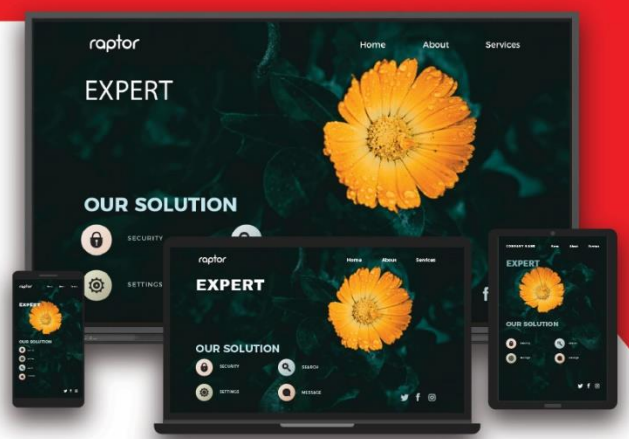 raptor
Home About Services
EXPERT
OUR SOLUTION
SECURITY
SETTINGS
raptor
Home About Services
EXPERT
OUR SOLUTION
SECURITY SEARCH
SETTINGS MESSAGE
COMPANY NAME
EXPERT
OUR SOLUTION
raptor
EXPERT
OUR SOLUTION